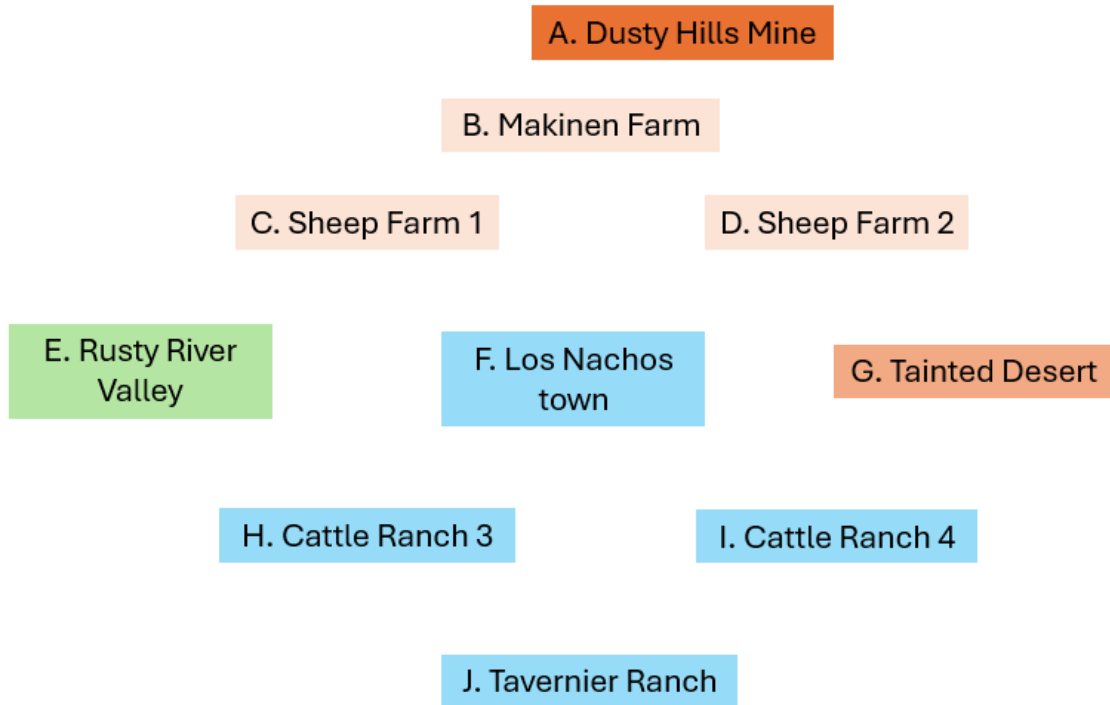 A. Dusty Hills Mine
B. Makinen Farm
C. Sheep Farm 1
D. Sheep Farm 2
E. Rusty River
Valley
F. Los Nachos
town
G. Tainted Desert
H. Cattle Ranch 3
I. Cattle Ranch 4
J. Tavernier Ranch